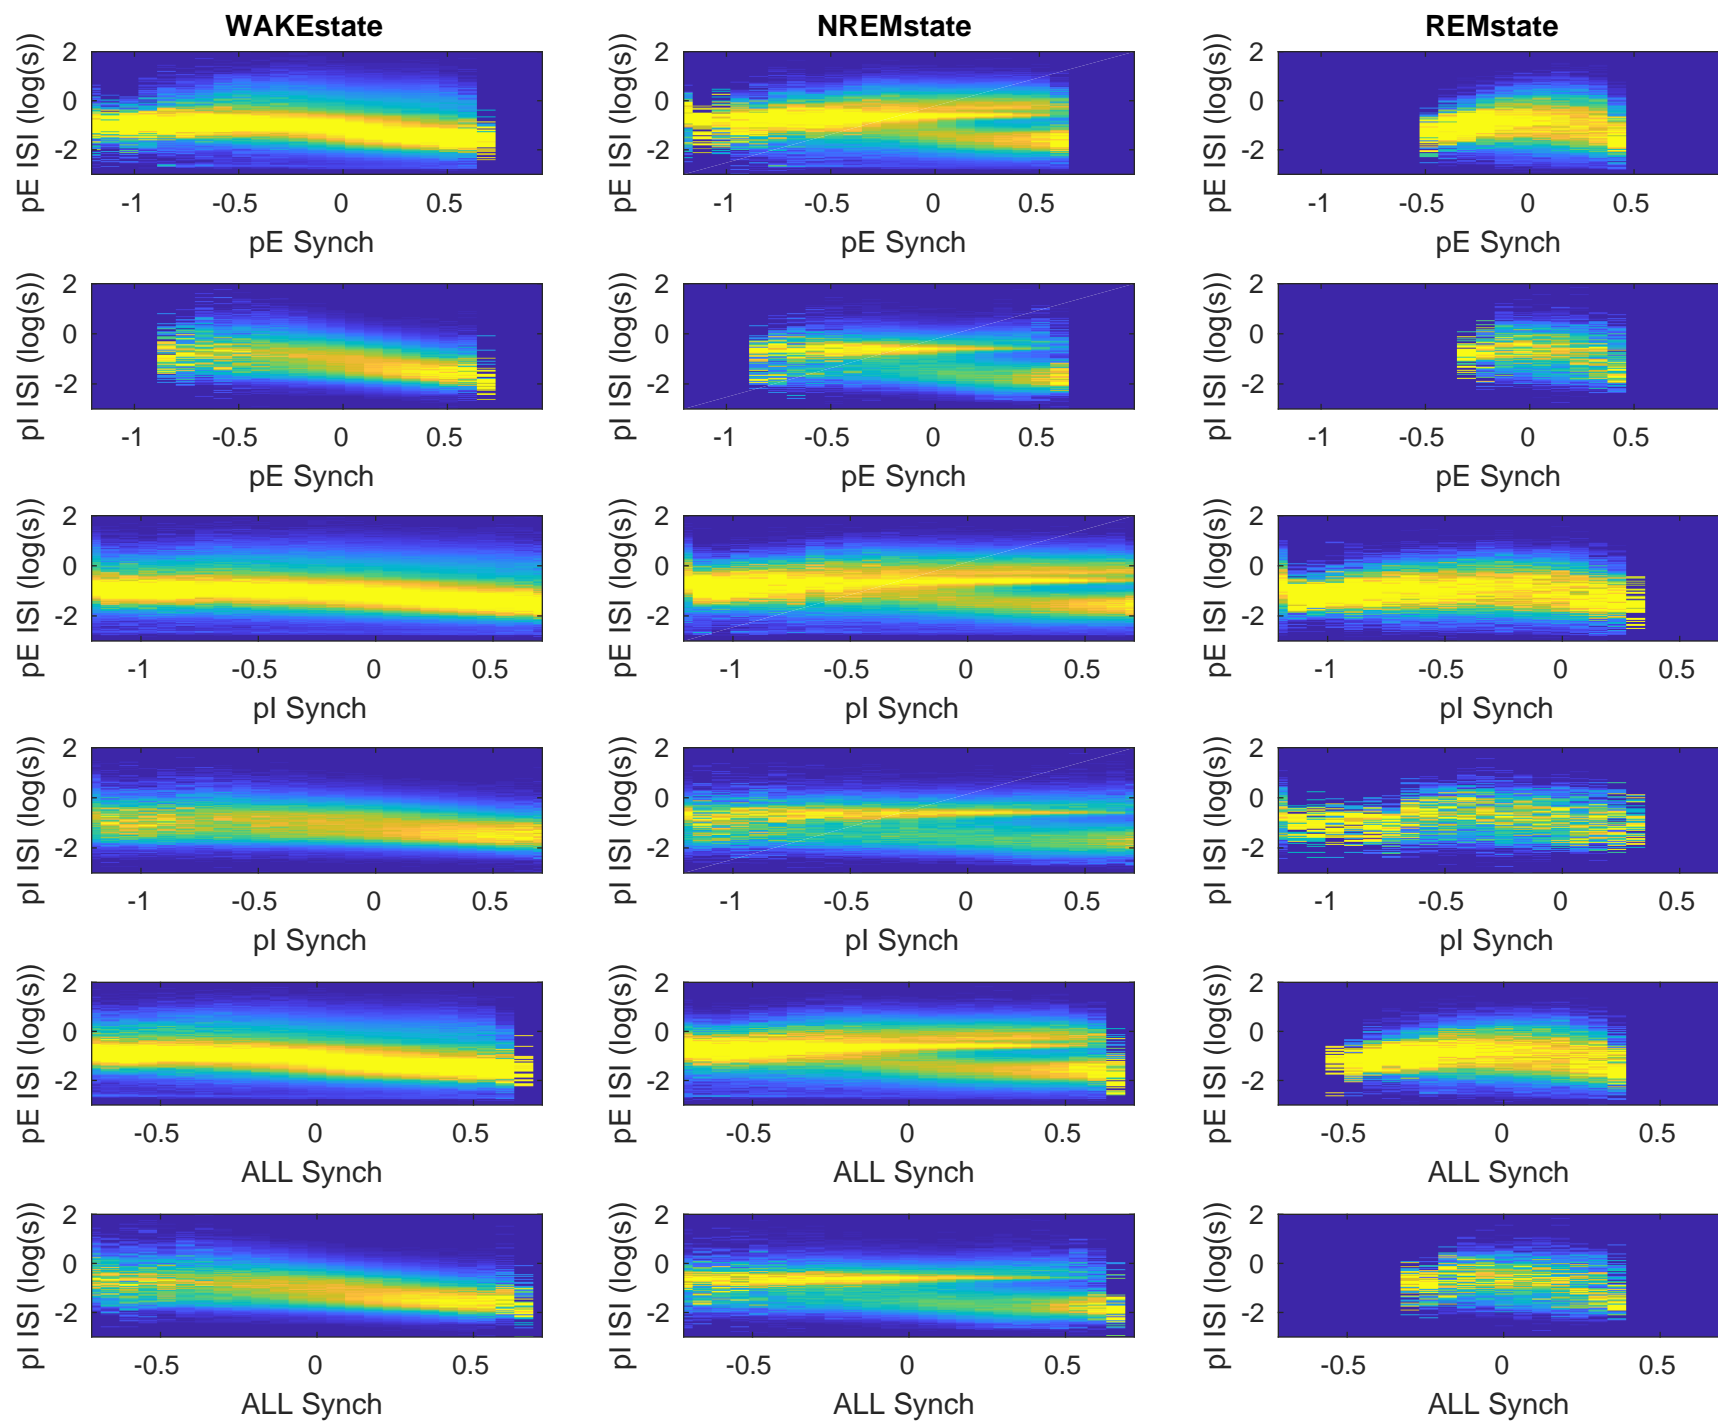 WAKEstate NREMstate REMstate
pE ISI (log(s)) 2 0 -2 pE ISI (log(s)) 2 0 -2 pE ISI (log(s)) 2 0 -2
-1 -0.5 0 0.5 -1 -0.5 0 0.5 -1 -0.5 0 0.5
pE Synch pE Synch pE Synch
pI ISI (log(s)) 2 0 -2 pI ISI (log(s)) 2 0 -2 pI ISI (log(s)) 2 0 -2
-1 -0.5 0 0.5 -1 -0.5 0 0.5 -1 -0.5 0 0.5
pE Synch pE Synch pE Synch
pE ISI (log(s)) 2 0 -2 pE ISI (log(s)) 2 0 -2 pE ISI (log(s)) 2 0 -2
-1 -0.5 0 0.5 -1 -0.5 0 0.5 -1 -0.5 0 0.5
pI Synch pI Synch pI Synch
pI ISI (log(s)) 2 0 -2 pI ISI (log(s)) 2 0 -2 pI ISI (log(s)) 2 0 -2
-1 -0.5 0 0.5 -1 -0.5 0 0.5 -1 -0.5 0 0.5
pI Synch pI Synch pI Synch
pE ISI (log(s)) 2 0 -2 pE ISI (log(s)) 2 0 -2 pE ISI (log(s)) 2 0 -2
-0.5 0 0.5 -0.5 0 0.5 -0.5 0 0.5
ALL Synch ALL Synch ALL Synch
pI ISI (log(s)) 2 0 -2 pI ISI (log(s)) 2 0 -2 pI ISI (log(s)) 2 0 -2
-0.5 0 0.5 -0.5 0 0.5 -0.5 0 0.5
ALL Synch ALL Synch ALL Synch